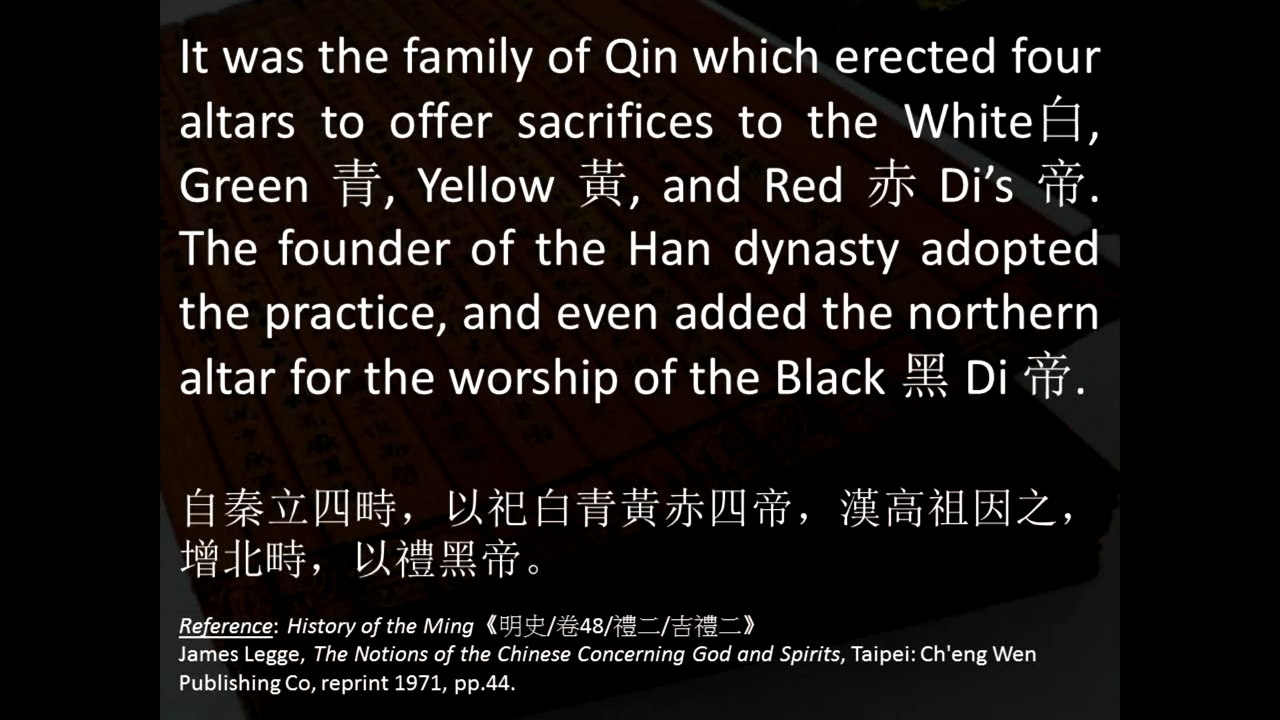 It was the family of Qin which erected four
altars to offer sacrifices to the White白,
Green 青, Yellow 黃, and Red 赤 Di’s 帝.
The founder of the Han dynasty adopted
the practice, and even added the northern
altar for the worship of the Black 黑 Di 帝.
自秦立四畤，以祀白青黃赤四帝，漢高祖因之，
增北畤，以禮黑帝。
Reference: History of the Ming《明史/卷48/禮二/吉禮二》
James Legge, The Notions of the Chinese Concerning God and Spirits, Taipei: Ch'eng Wen
Publishing Co, reprint 1971, pp.44.